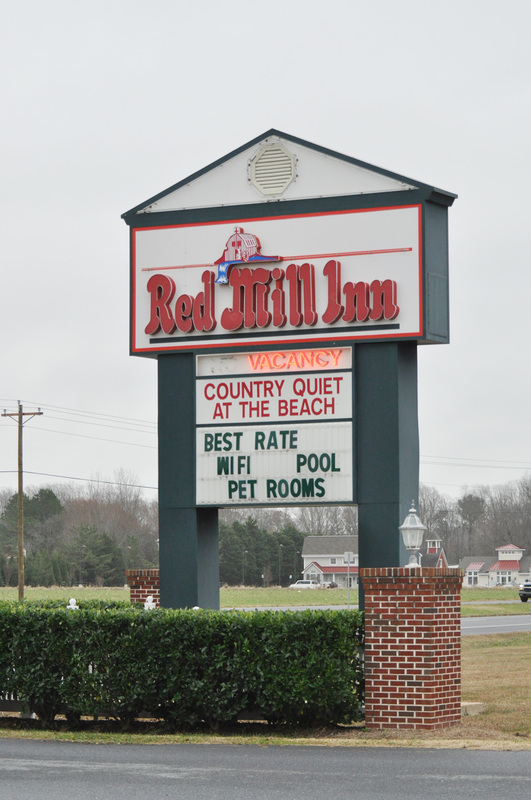 Red Mill Inn
VACANCY
COUNTRY QUIET
AT THE BEACH
BEST RATE
WIFI POOL
PET ROOMS